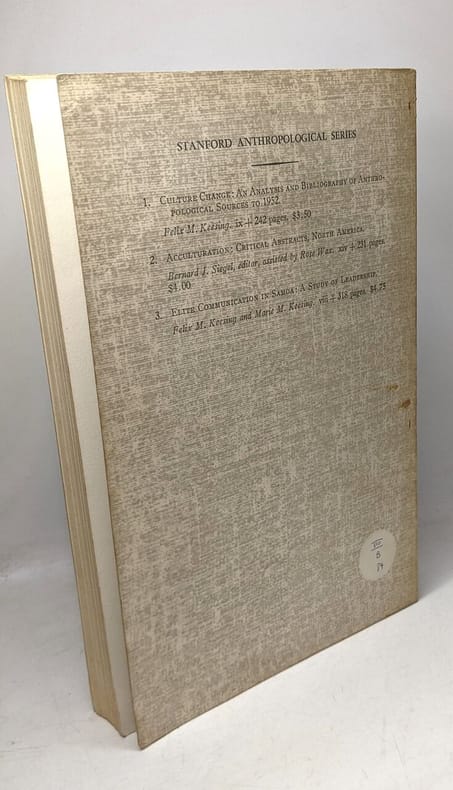 STANFORD ANTHROPOLOGICAL SERIES
1. CULTURE CHANGE: AN ANALYSIS AND BIBLIOGRAPHY OF ANTHRO-
POLOGICAL SOURCES TO 1952.
Felix M. Keesing. ix + 242 pages. $3.50
2. ACCULTURATION: CRITICAL ABSTRACTS, NORTH AMERICA.
Bernard J. Siegel, editor, assisted by Rose Wax. xiv + 231 pages.
$4.00
3. ELITE COMMUNICATION IN SAMOA: A STUDY OF LEADERSHIP.
Felix M. Keesing and Marie M. Keesing. viii + 318 pages. $4.75
VII
B